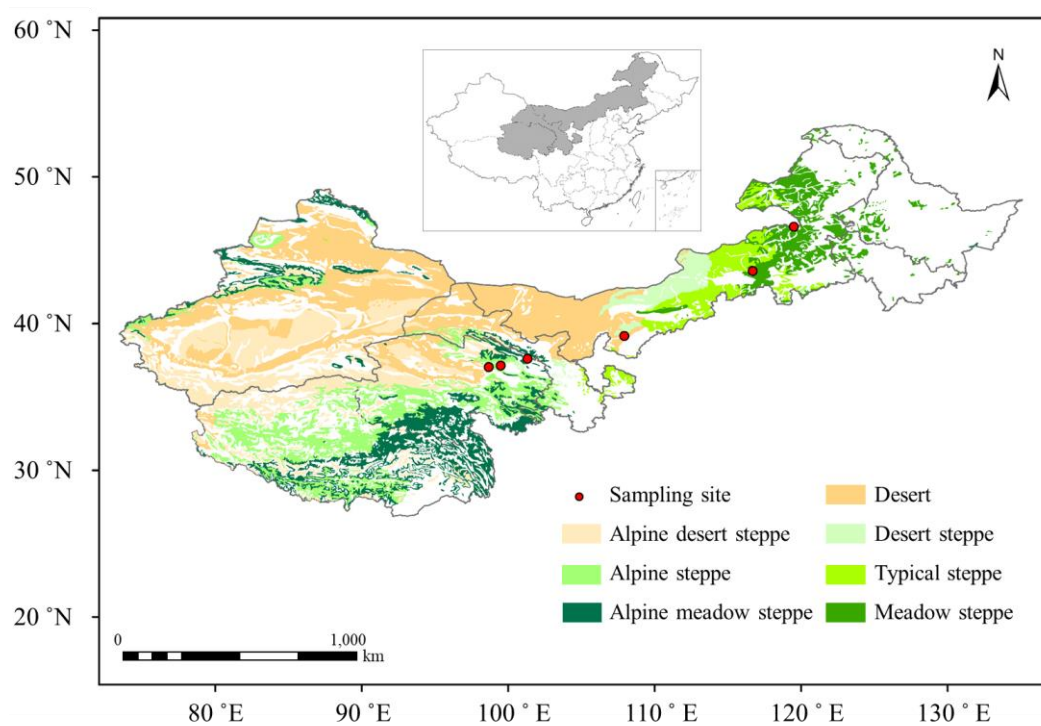 60 °N
N
50 °N
40 °N
30 °N
Sampling site
Desert
Alpine desert steppe
Desert steppe
Alpine steppe
Typical steppe
Alpine meadow steppe
Meadow steppe
20 °N
0 1,000
km
80 °E 90 °E 100 °E 110 °E 120 °E 130 °E